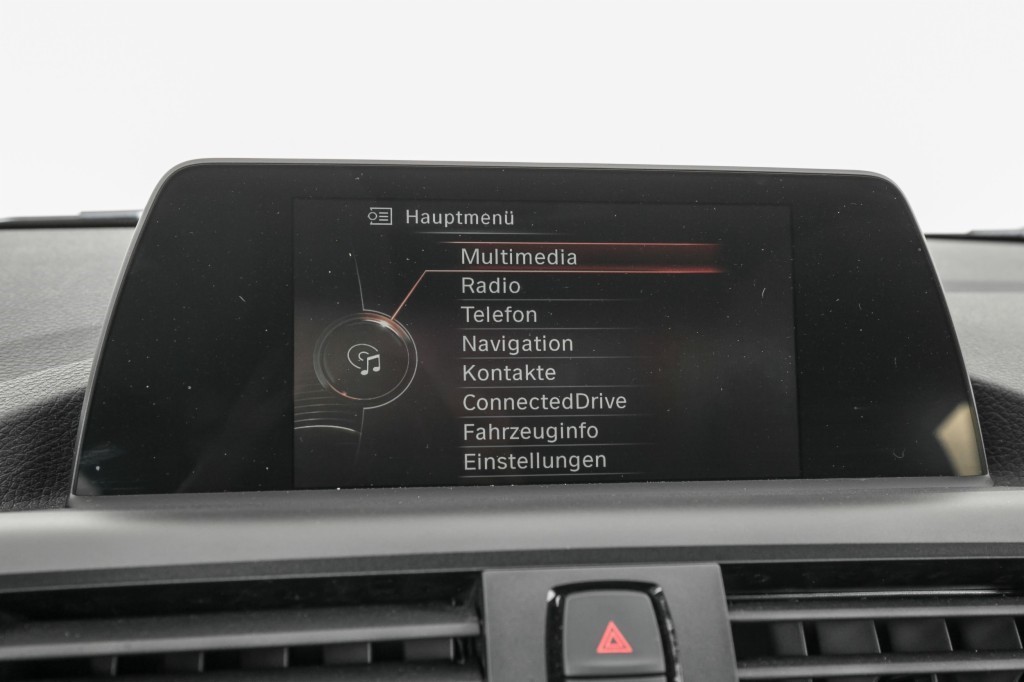 Hauptmenü
Multimedia
Radio
Telefon
Navigation
Kontakte
ConnectedDrive
Fahrzeuginfo
Einstellungen